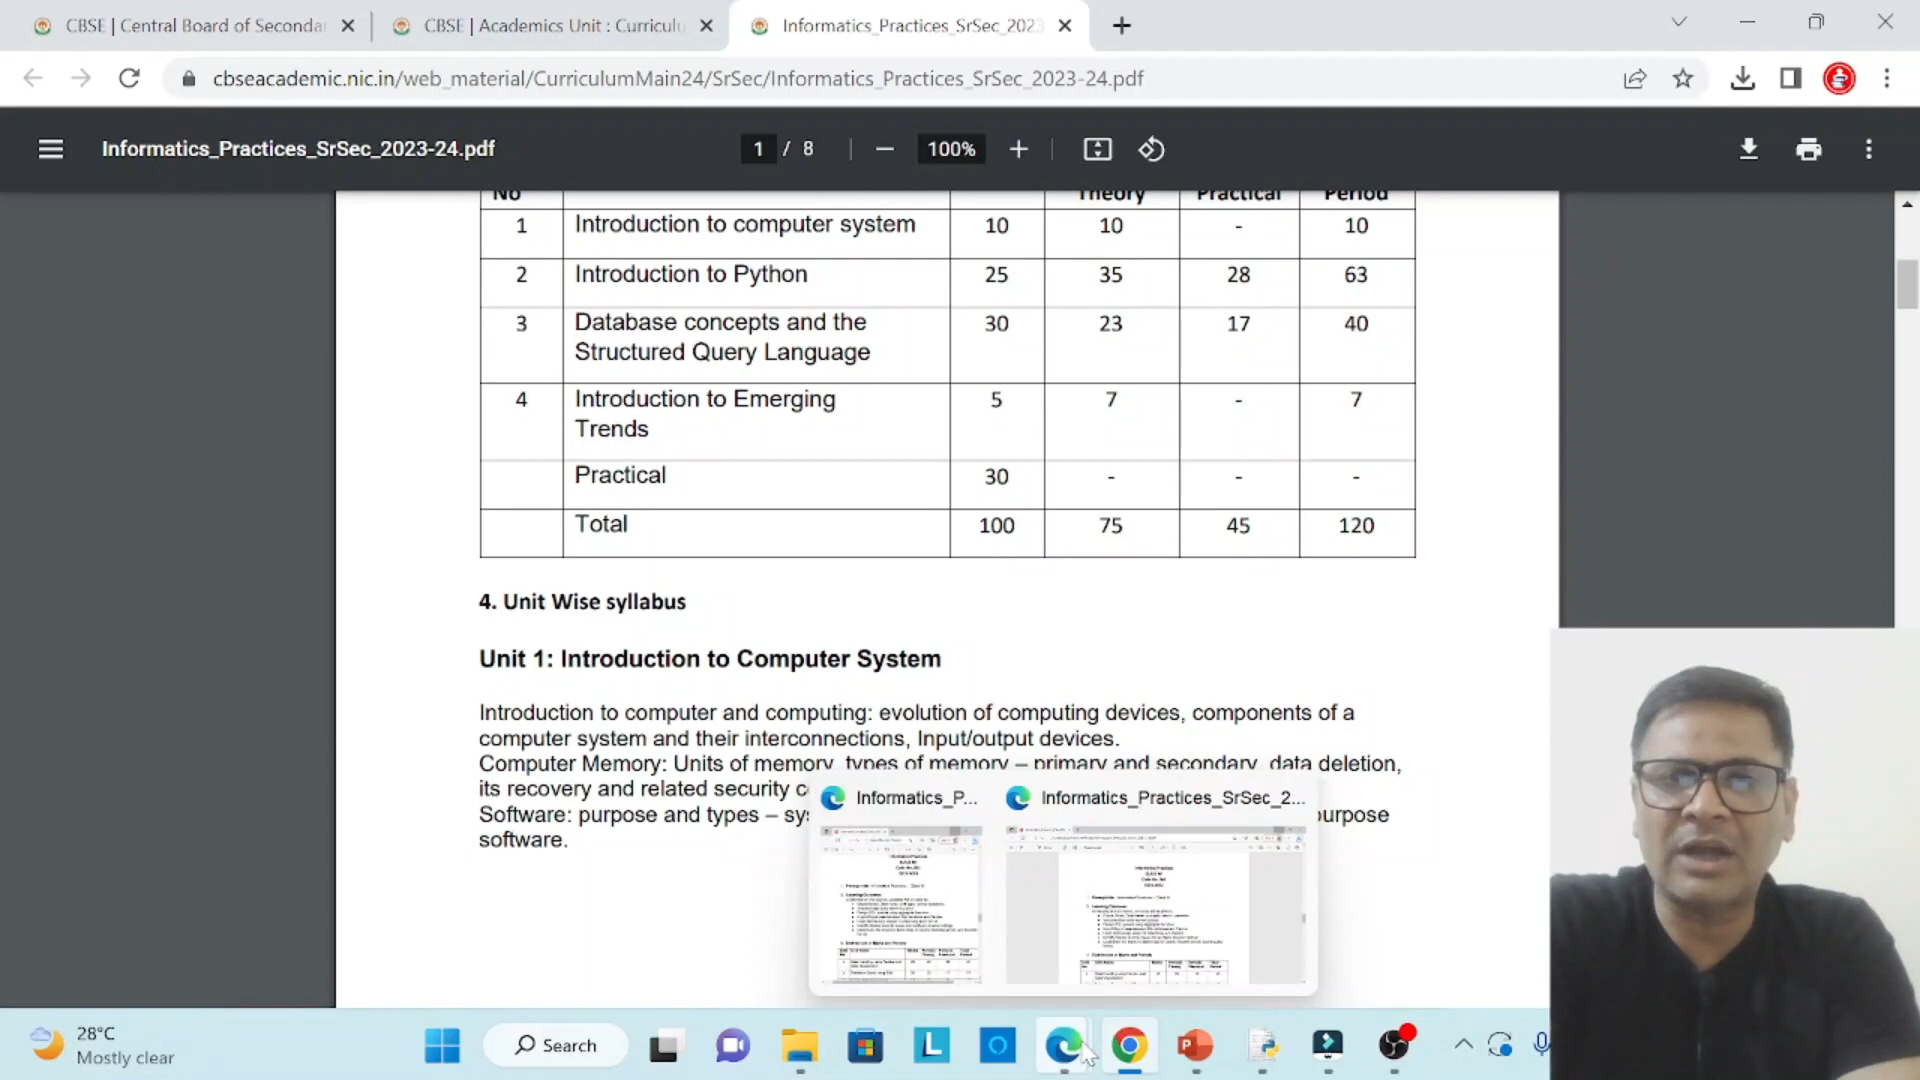 CBSE | Central Board of Secondar
CBSE | Academics Unit : Curriculu
Informatics_Practices_SrSec_2023
cbseacademic.nic.in/web_material/CurriculumMain24/SrSec/Informatics_Practices_SrSec_2023-24.pdf
Informatics_Practices_SrSec_2023-24.pdf
1 / 8
100%
No Theory Practical Period
1 Introduction to computer system 10 10 - 10
2 Introduction to Python 25 35 28 63
3 Database concepts and the 30 23 17 40
Structured Query Language
4 Introduction to Emerging 5 7 - 7
Trends
Practical 30 - - -
Total 100 75 45 120
4. Unit Wise syllabus
Unit 1: Introduction to Computer System
Introduction to computer and computing: evolution of computing devices, components of a
computer system and their interconnections, Input/output devices.
Computer Memory: Units of memory, types of memory – primary and secondary, data deletion,
its recovery and related security
Software: purpose and types –
software.
Informatics_P...
Informatics_Practices_SrSec_2...
28°C
Mostly clear
Search